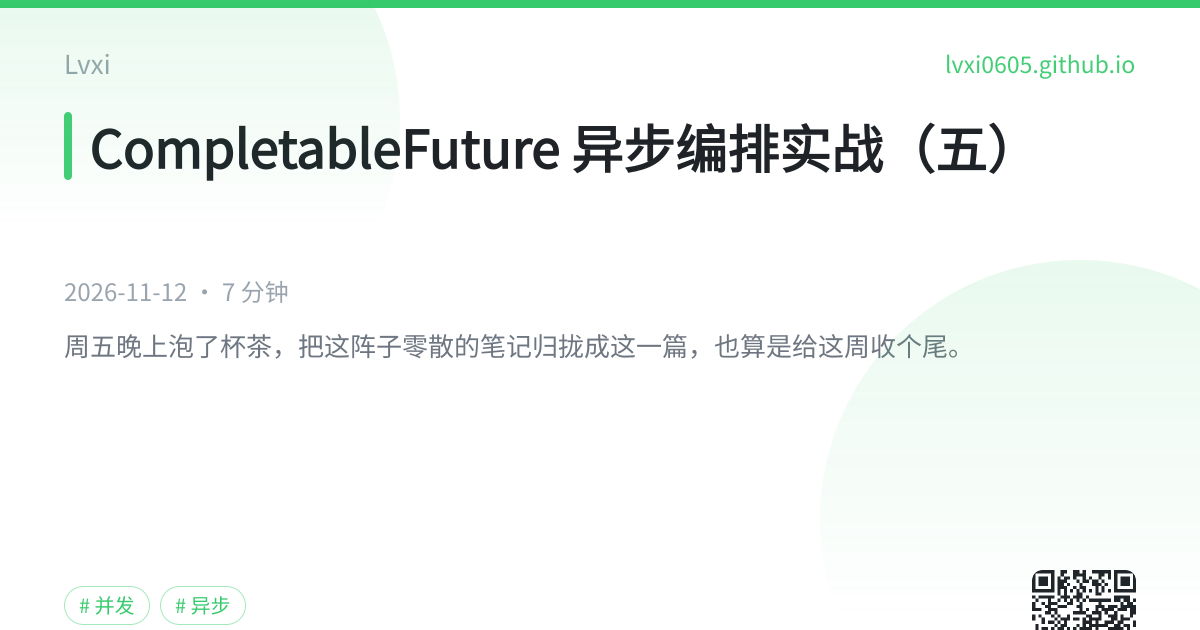 Lvxi
lvxi0605.github.io
CompletableFuture 异步编排实战（五）
2026-11-12 · 7 分钟
周五晚上泡了杯茶，把这阵子零散的笔记归拢成这一篇，也算是给这周收个尾。
# 并发
# 异步